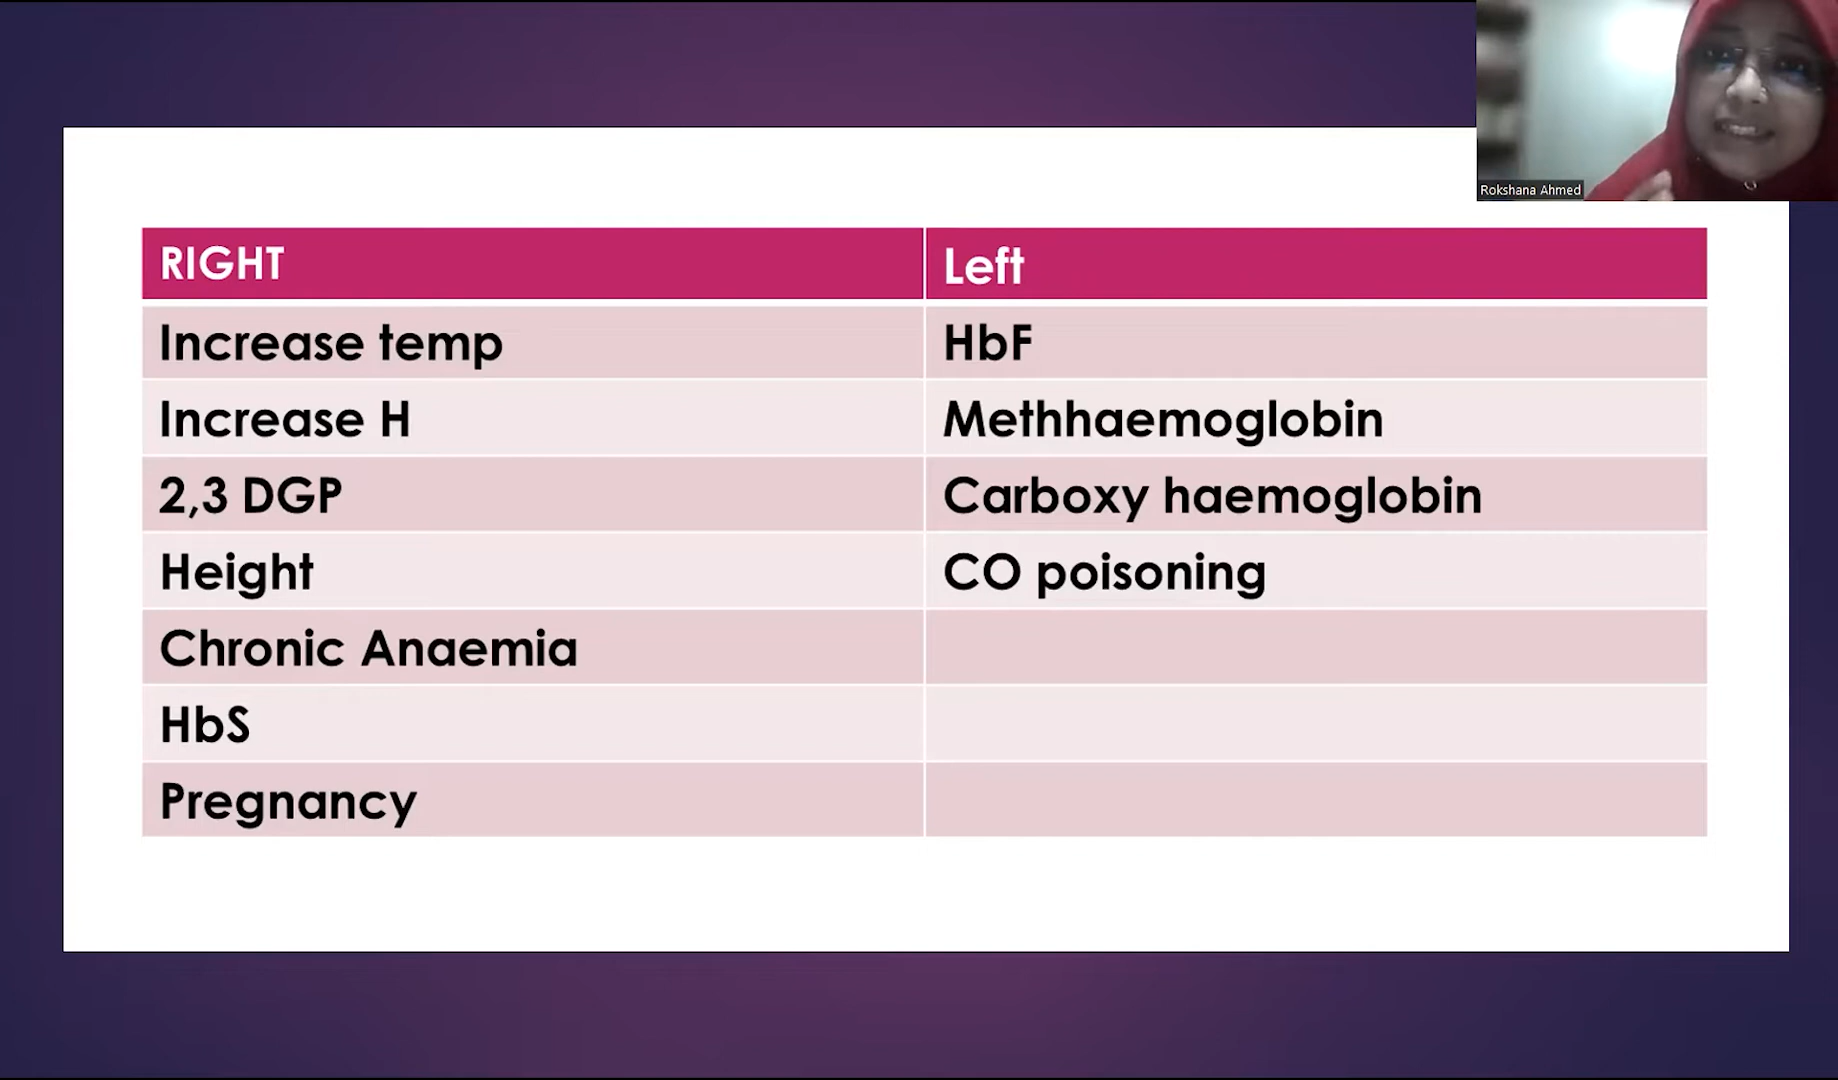 Rokshana Ahmed
RIGHT
Left
Increase temp
HbF
Increase H
Methhaemoglobin
2,3 DGP
Carboxy haemoglobin
Height
CO poisoning
Chronic Anaemia
HbS
Pregnancy